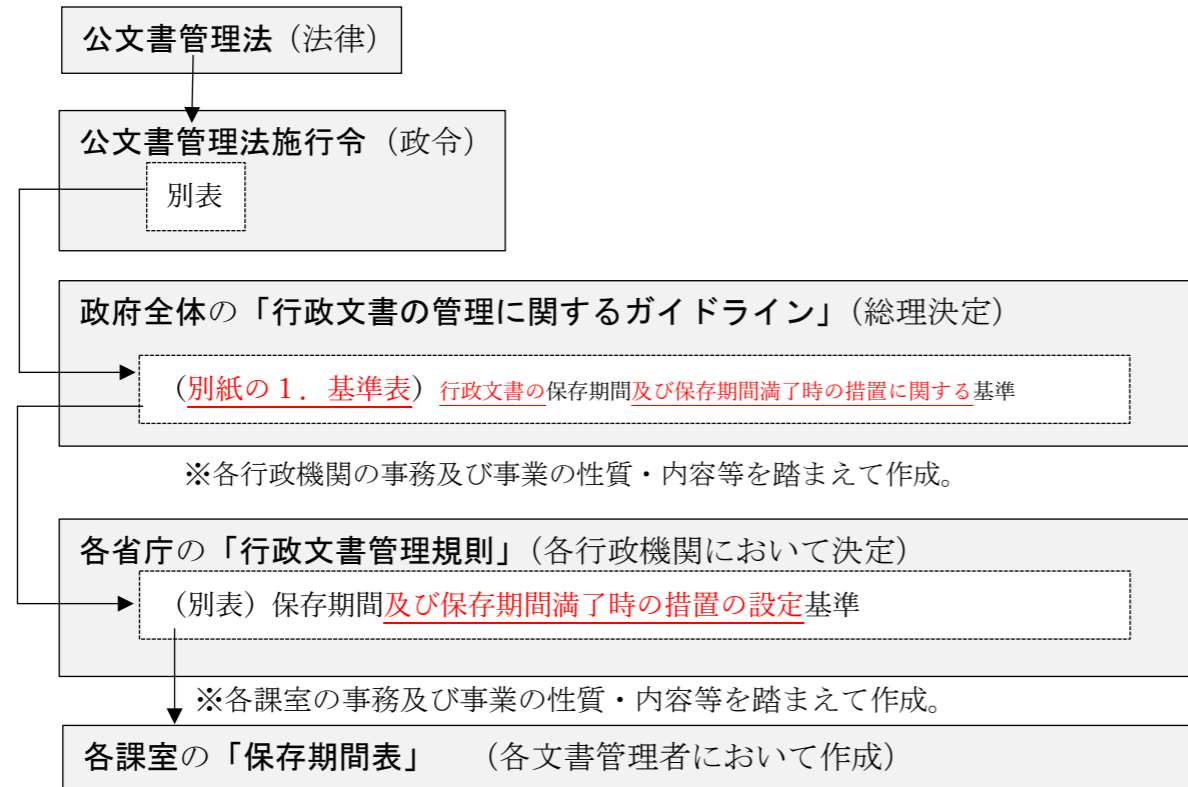 公文書管理法（法律）
公文書管理法施行令（政令）
別表
政府全体の「行政文書の管理に関するガイドライン」（総理決定）
（別紙の１．基準表）行政文書の保存期間及び保存期間満了時の措置に関する基準
※各行政機関の事務及び事業の性質・内容等を踏まえて作成。
各省庁の「行政文書管理規則」（各行政機関において決定）
（別表）保存期間及び保存期間満了時の措置の設定基準
※各課室の事務及び事業の性質・内容等を踏まえて作成。
各課室の「保存期間表」　（各文書管理者において作成）